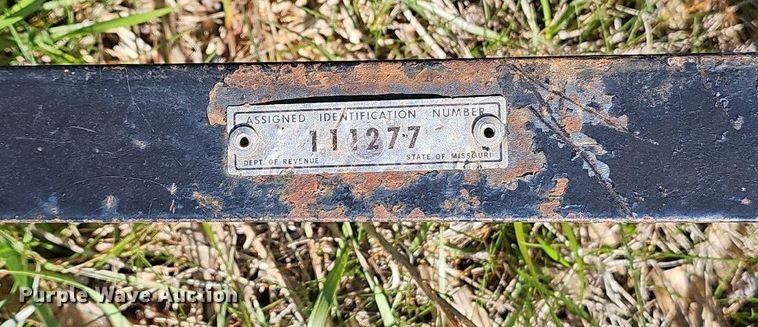 ASSIGNED IDENTIFICATION NUMBER
111277
DEPT. OF REVENUE STATE OF MISSOURI
Purple Wave Auction